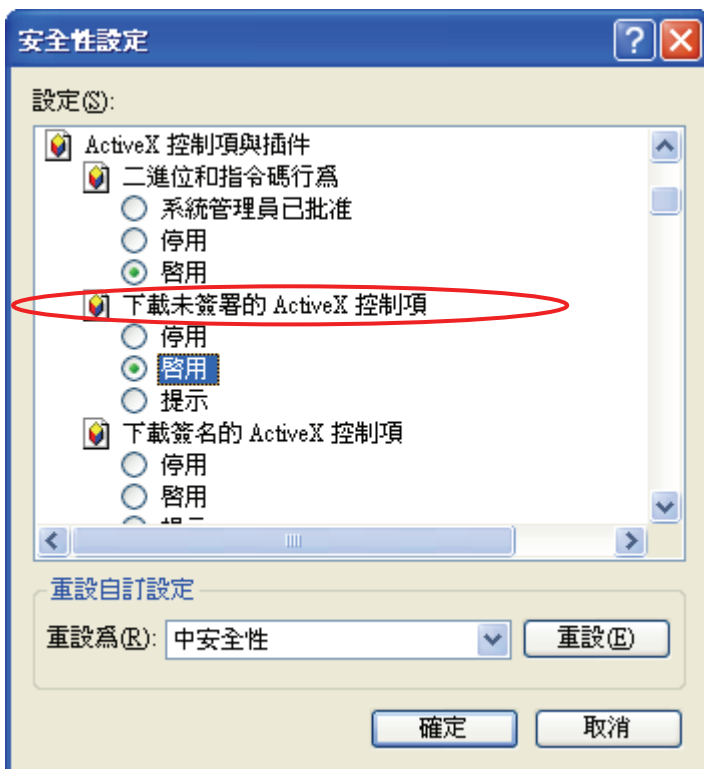 安全性設定
設定(S):
ActiveX 控制項與插件
二進位和指令碼行爲
系統管理員已批准
停用
啓用
下載未簽署的 ActiveX 控制項
停用
啓用
提示
下載簽名的 ActiveX 控制項
停用
啓用
重設自訂設定
重設爲(R): 中安全性 重設(E)
確定 取消